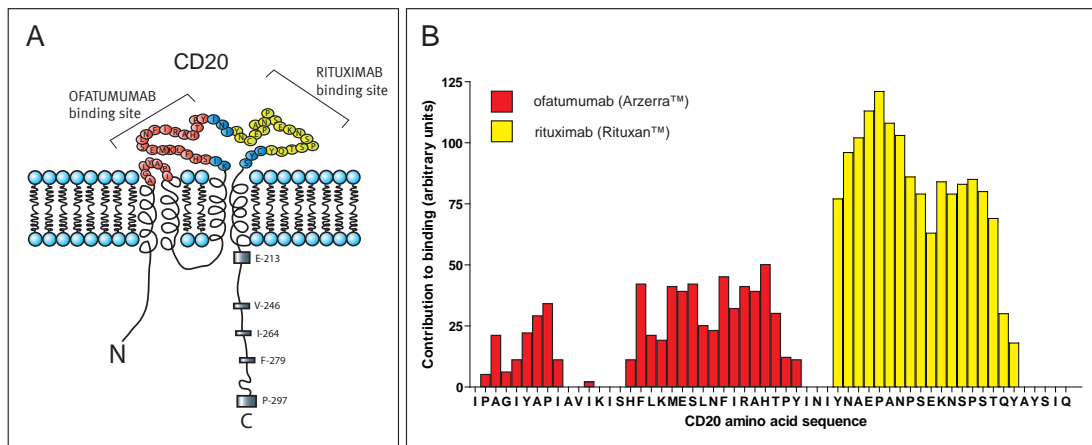 A
CD20
OFATUMUMAB
binding site
RITUXIMAB
binding site
E-213
V-246
I-264
F-279
P-297
N
C
B
Contribution to binding (arbitrary units)
125
100
75
50
25
0
ofatumumab (Arzerra™)
rituximab (Rituxan™)
I P A G I Y A P I A V I K I S H F L K M E S L N F I R A H T P Y I N I Y N A E P A N P S E K N S P S T Q Y A Y S I Q
CD20 amino acid sequence